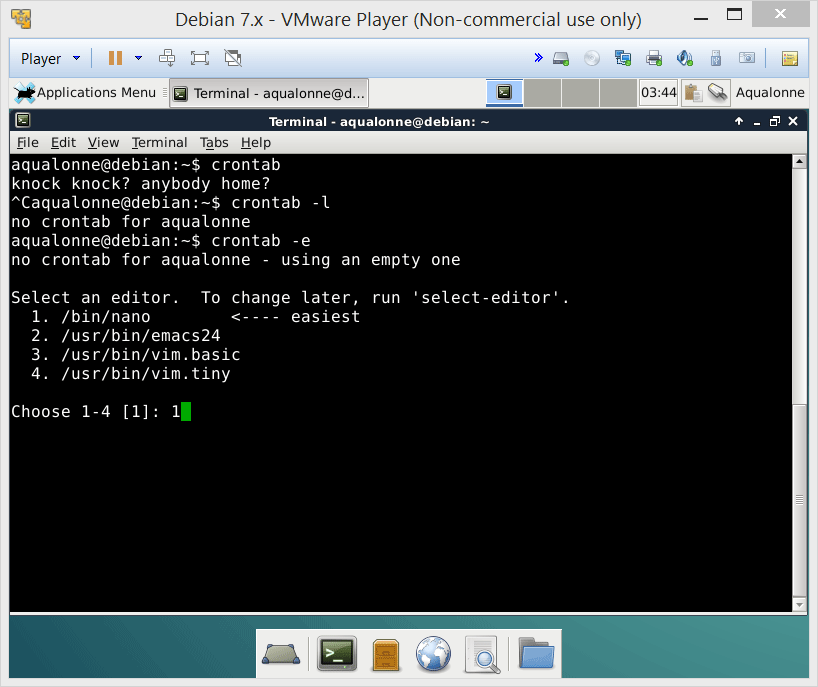 Debian 7.x - VMware Player (Non-commercial use only)
Player
Applications Menu
Terminal - aqualonne@d...
03:44
Aqualonne
Terminal - aqualonne@debian: ~
File Edit View Terminal Tabs Help
aqualonne@debian:~$ crontab
knock knock? anybody home?
^Caqualonne@debian:~$ crontab -l
no crontab for aqualonne
aqualonne@debian:~$ crontab -e
no crontab for aqualonne - using an empty one
Select an editor.  To change later, run 'select-editor'.
  1. /bin/nano        <---- easiest
  2. /usr/bin/emacs24
  3. /usr/bin/vim.basic
  4. /usr/bin/vim.tiny
Choose 1-4 [1]: 1